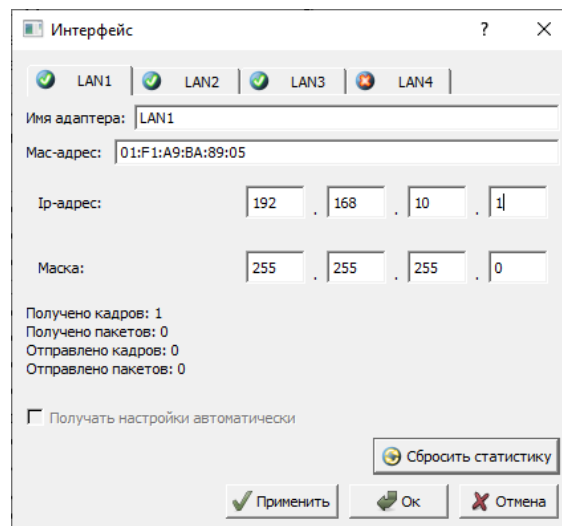 Интерфейс ?
LAN1 LAN2 LAN3 LAN4
Имя адаптера: LAN1
Mac-адрес: 01:F1:A9:BA:89:05
Ip-адрес: 192 . 168 . 10 . 1
Маска: 255 . 255 . 255 . 0
Получено кадров: 1
Получено пакетов: 0
Отправлено кадров: 0
Отправлено пакетов: 0
Получать настройки автоматически
Сбросить статистику
Применить Ок Отмена